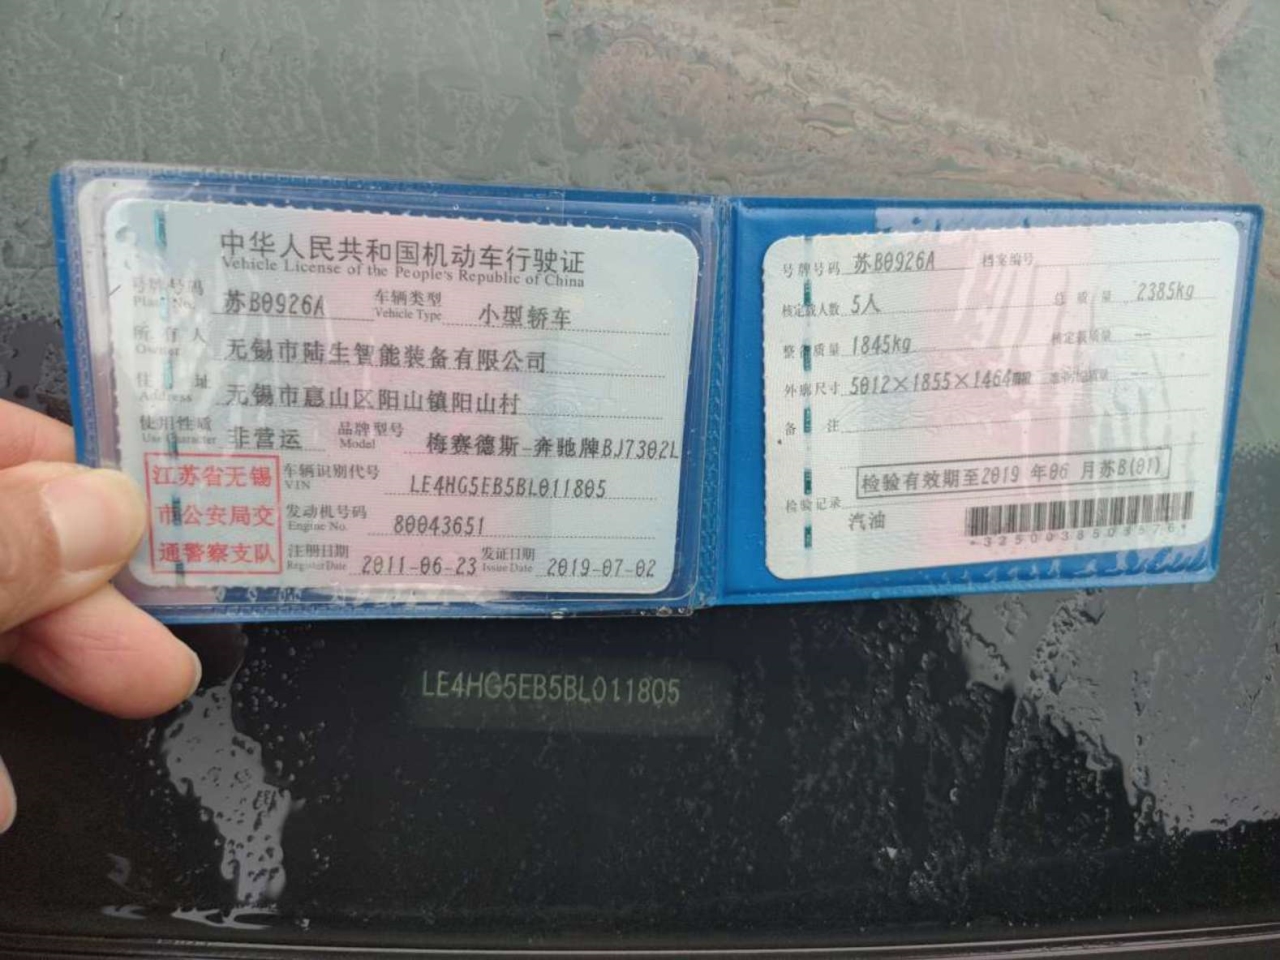 中华人民共和国机动车行驶证
Vehicle License of the People's Republic of China
号牌号码 苏B0926A 车辆类型 小型轿车
Plate No. Vehicle Type
所有人 无锡市陆生智能装备有限公司
Owner
住址 无锡市惠山区阳山镇阳山村
Address
使用性质 非营运 品牌型号 梅赛德斯-奔驰牌BJ7302L
Use Character Model
江苏省无锡
市公安局交
通警察支队
车辆识别代号 LE4HG5EB5BL011805
VIN
发动机号码 80043651
Engine No.
注册日期 2011-06-23 发证日期 2019-07-02
Register Date Issue Date
号牌号码 苏B0926A 档案编号
核定载人数 5人 总质量 2385kg
整备质量 1845kg 核定载质量 --
外廓尺寸 5012×1855×1464 --
备注
检验有效期至2019年06月苏B(01)
检验记录
汽油
LE4HG5EB5BL011805